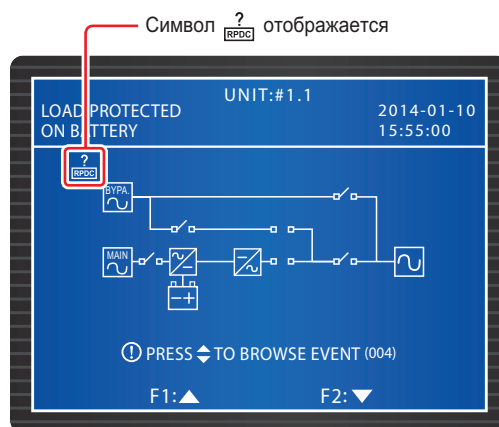 Символ ? RPDC отображается
UNIT:#1.1
LOAD PROTECTED
2014-01-10
ON BATTERY
15:55:00
?
RPDC
BYPA.
MAIN
! PRESS TO BROWSE EVENT (004)
F1: ▲ F2: ▼